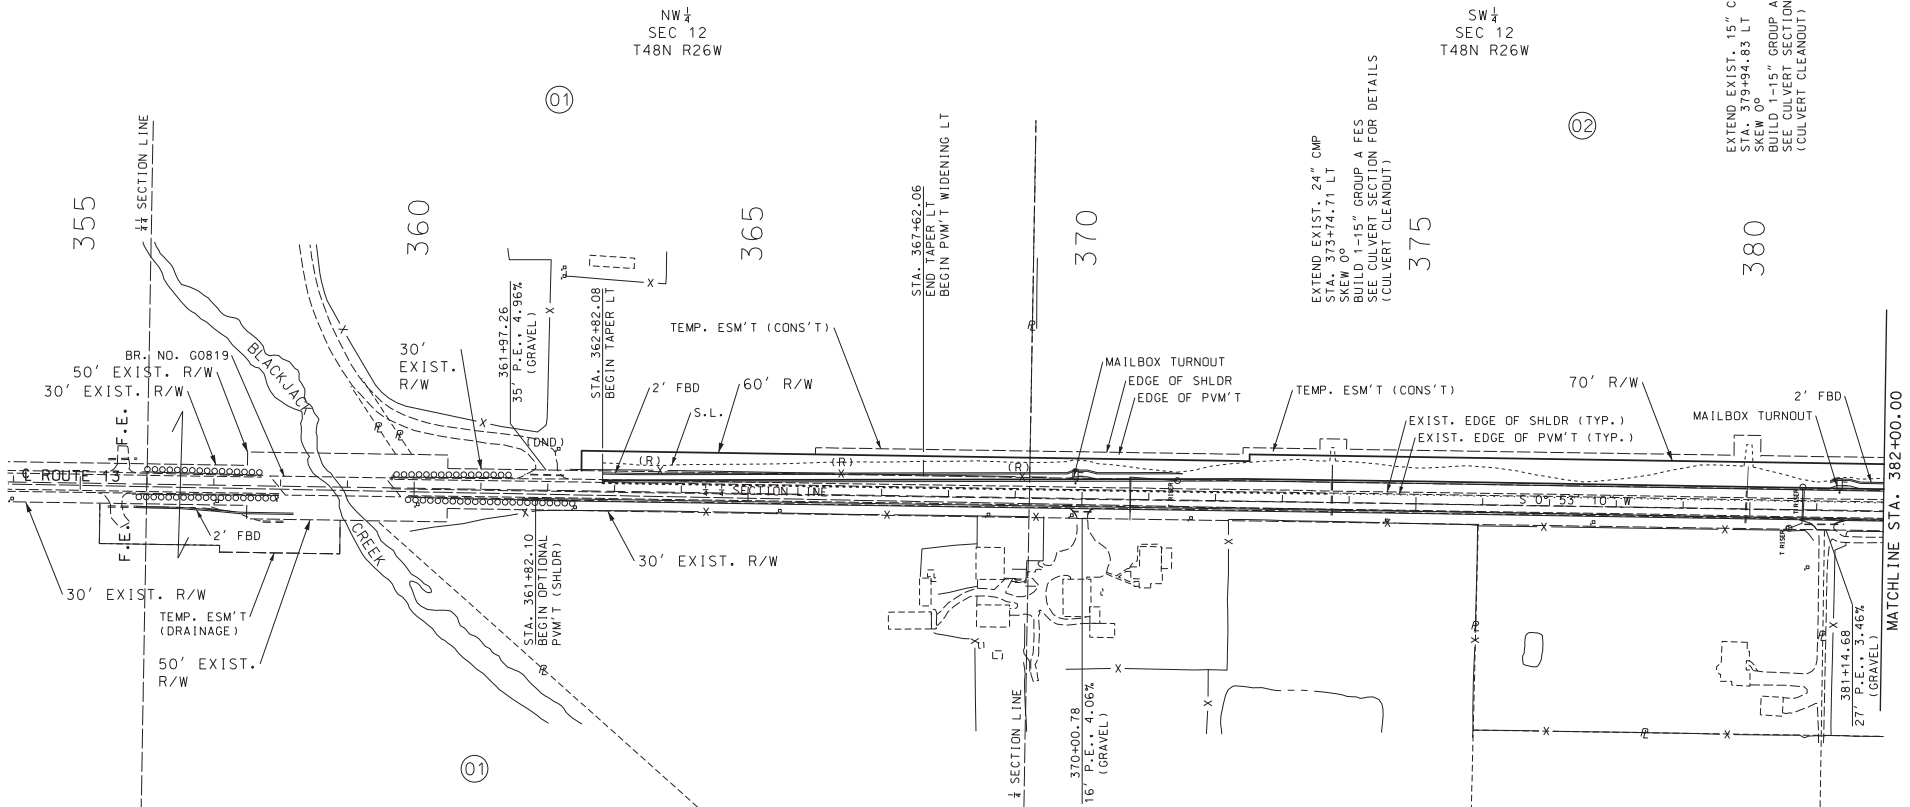 NW 1/4
SEC 12
T48N R26W
SW 1/4
SEC 12
T48N R26W
EXTEND EXIST. 15" C
STA. 379+94.83 LT
SKEW 0°
BUILD 1-15" GROUP A
SEE CULVERT SECTION
(CULVERT CLEANOUT)
01
02
1/4 1/4 SECTION LINE
355
360
365
370
375
380
EXTEND EXIST. 24" CMP
STA. 373+74.71 LT
SKEW 0°
BUILD 1-15" GROUP A FES
SEE CULVERT SECTION FOR DETAILS
(CULVERT CLEANOUT)
STA. 367+62.06
END TAPER LT
BEGIN PVM'T WIDENING LT
361+97.26
35' P.E., 4.96%
(GRAVEL)
STA. 362+82.08
BEGIN TAPER LT
BR. NO. G0819
50' EXIST. R/W
30' EXIST. R/W
BLACKJACK
CREEK
30'
EXIST.
R/W
TEMP. ESM'T (CONS'T)
2' FBD
60' R/W
S.L.
(DND)
MAILBOX TURNOUT
EDGE OF SHLDR
EDGE OF PVM'T
TEMP. ESM'T (CONS'T)
70' R/W
2' FBD
MAILBOX TURNOUT
EXIST. EDGE OF SHLDR (TYP.)
EXIST. EDGE OF PVM'T (TYP.)
F.E.
F.E.
(R)
(R)
(R)
℄ ROUTE 13
1/4 1/4 SECTION LINE
S 0° 53' 10" W
RISER
T RISER
T RISER
2' FBD
30' EXIST. R/W
TEMP. ESM'T
(DRAINAGE)
50' EXIST.
R/W
STA. 361+82.10
BEGIN OPTIONAL
PVM'T (SHLDR)
30' EXIST. R/W
1/4 SECTION LINE
370+00.78
16' P.E., 4.06%
(GRAVEL)
381+14.68
27' P.E., 3.46%
(GRAVEL)
MATCHLINE STA. 382+00.00
01